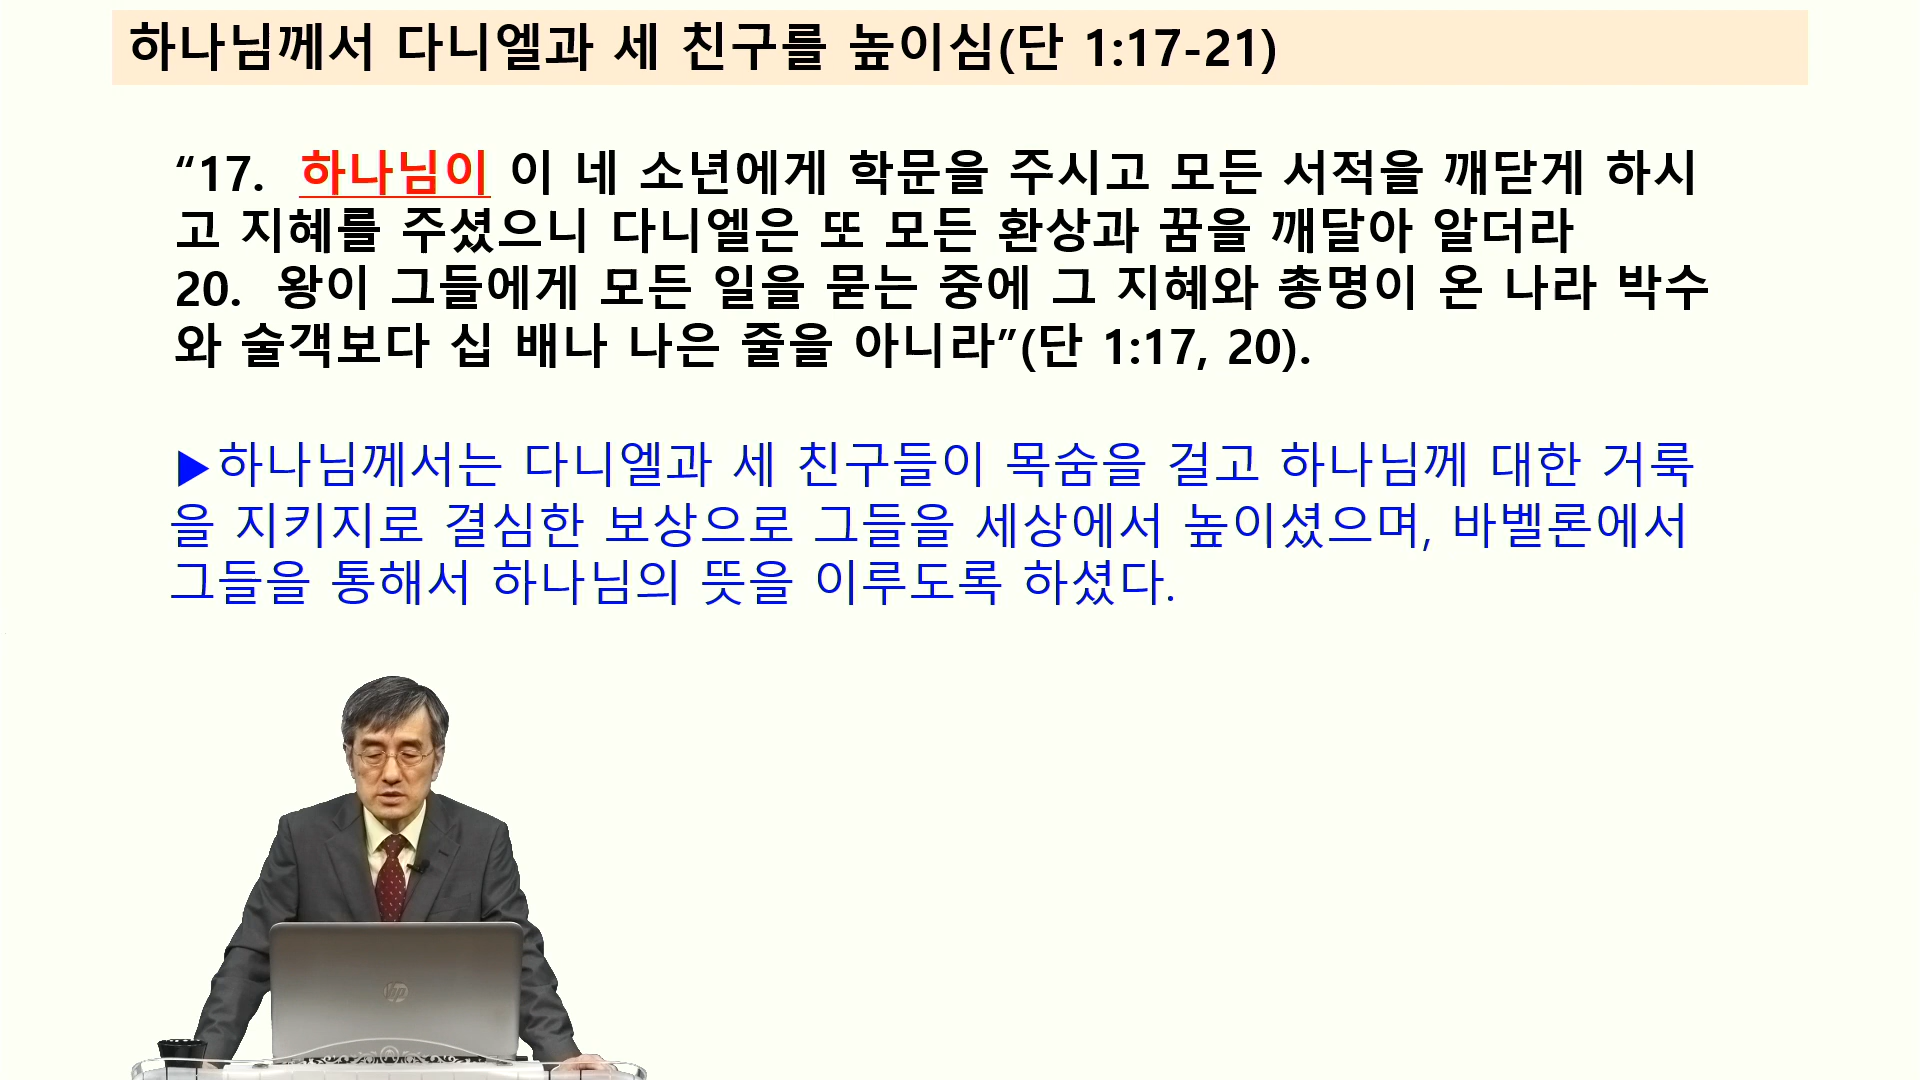 하나님께서 다니엘과 세 친구를 높이심(단 1:17-21)
“17. 하나님이 이 네 소년에게 학문을 주시고 모든 서적을 깨닫게 하시
고 지혜를 주셨으니 다니엘은 또 모든 환상과 꿈을 깨달아 알더라
20. 왕이 그들에게 모든 일을 묻는 중에 그 지혜와 총명이 온 나라 박수
와 술객보다 십 배나 나은 줄을 아니라”(단 1:17, 20).
▶하나님께서는 다니엘과 세 친구들이 목숨을 걸고 하나님께 대한 거룩
을 지키지로 결심한 보상으로 그들을 세상에서 높이셨으며, 바벨론에서
그들을 통해서 하나님의 뜻을 이루도록 하셨다.
hp